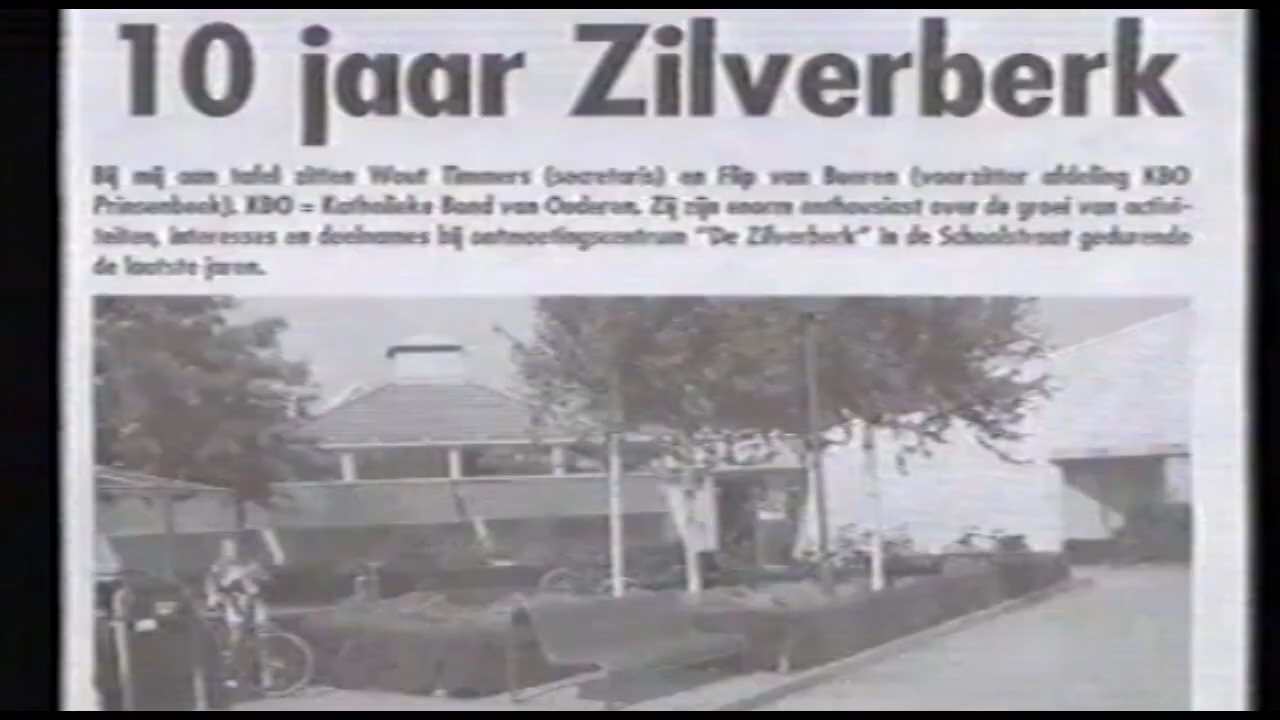 10 jaar Zilverberk
Bij mij aan tafel zitten Wout Timmers (secretaris) en Flip van Bueren (voorzitter afdeling KBO
Prinsenbeek). KBO = Katholieke Bond van Ouderen. Zij zijn enorm enthousiast over de groei van activi-
teiten, interesses en deelnames bij ontmoetingscentrum "De Zilverberk" in de Schoolstraat gedurende
de laatste jaren.